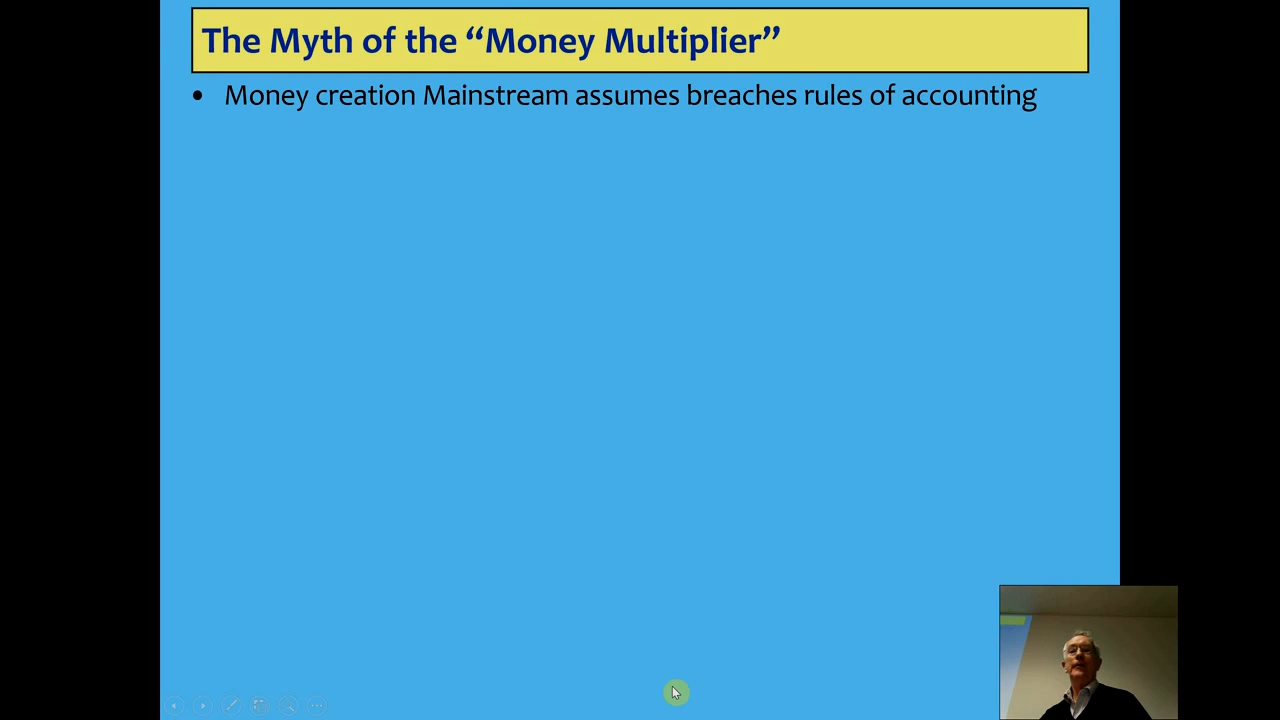 The Myth of the “Money Multiplier”
• Money creation Mainstream assumes breaches rules of accounting